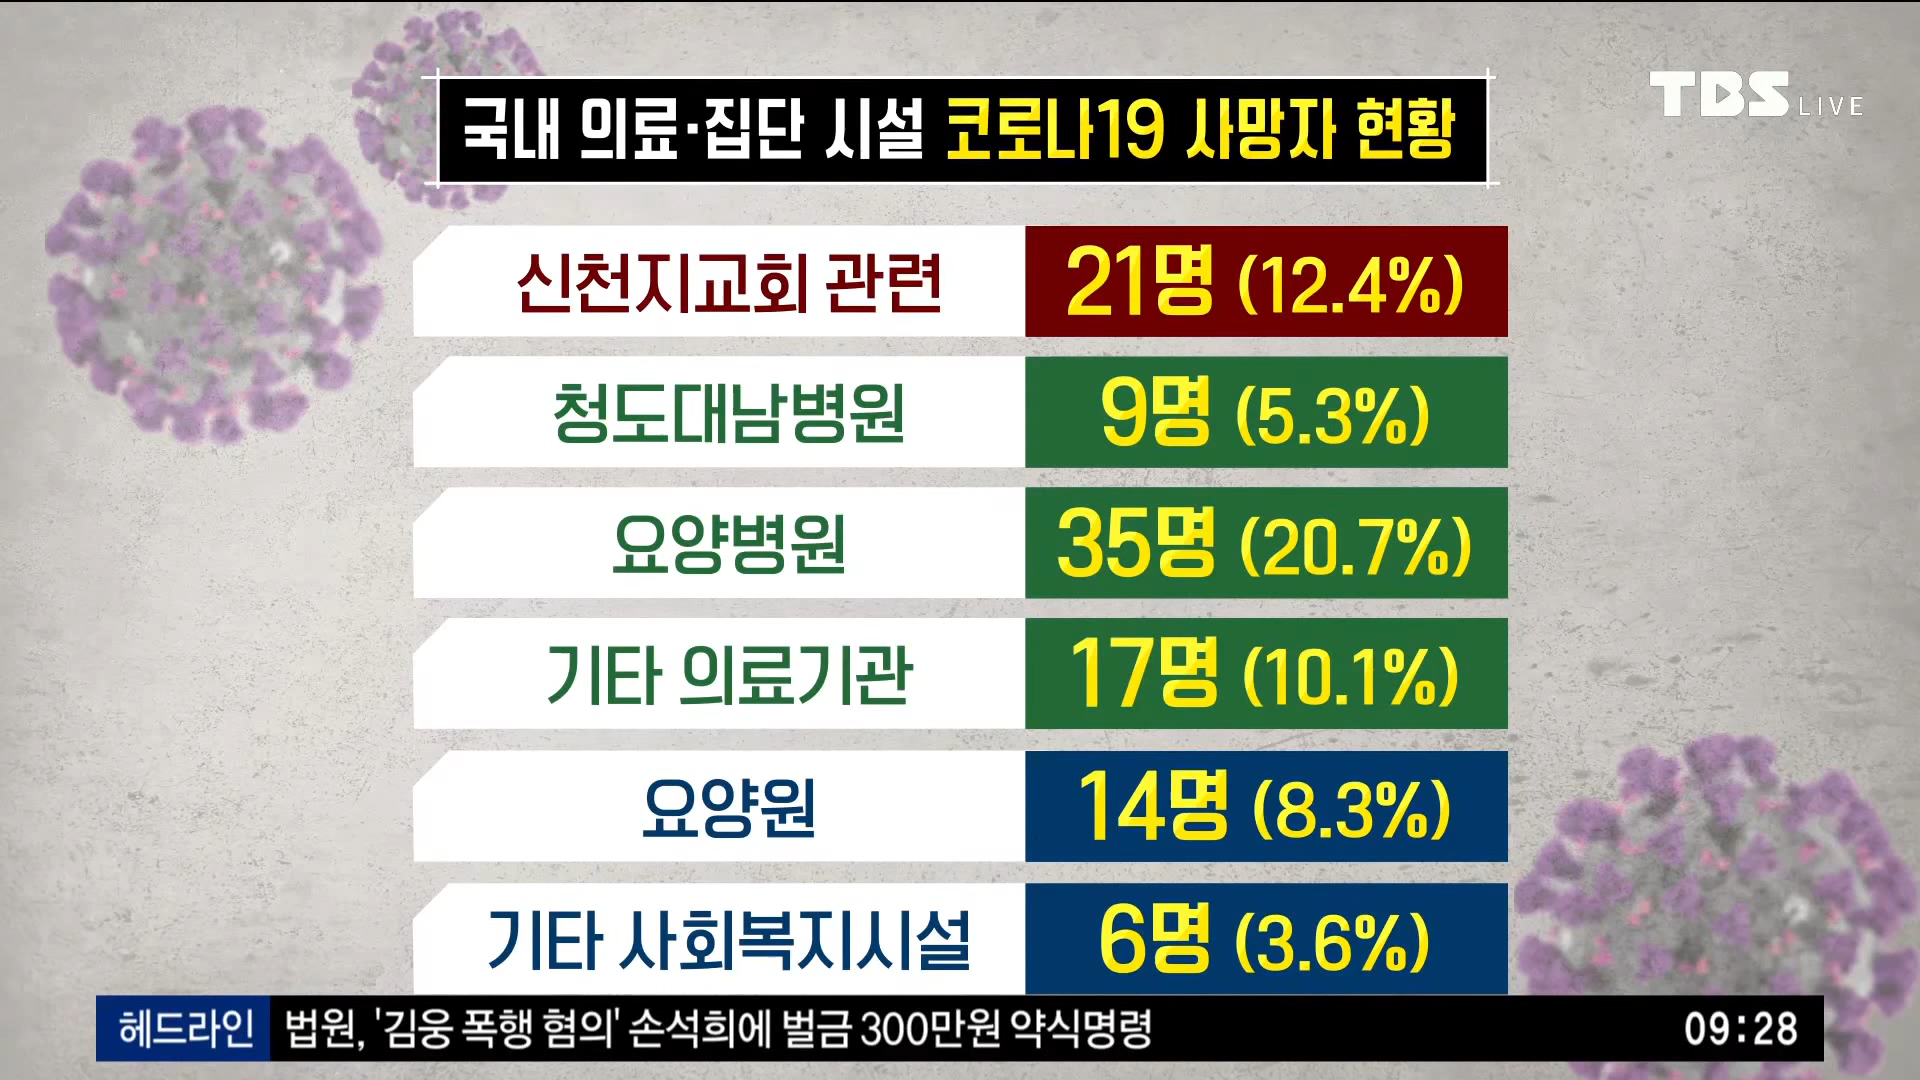 국내 의료·집단 시설 코로나19 사망자 현황
TBS LIVE
신천지교회 관련 21명 (12.4%)
청도대남병원 9명 (5.3%)
요양병원 35명 (20.7%)
기타 의료기관 17명 (10.1%)
요양원 14명 (8.3%)
기타 사회복지시설 6명 (3.6%)
헤드라인 법원, '김웅 폭행 혐의' 손석희에 벌금 300만원 약식명령 09:28